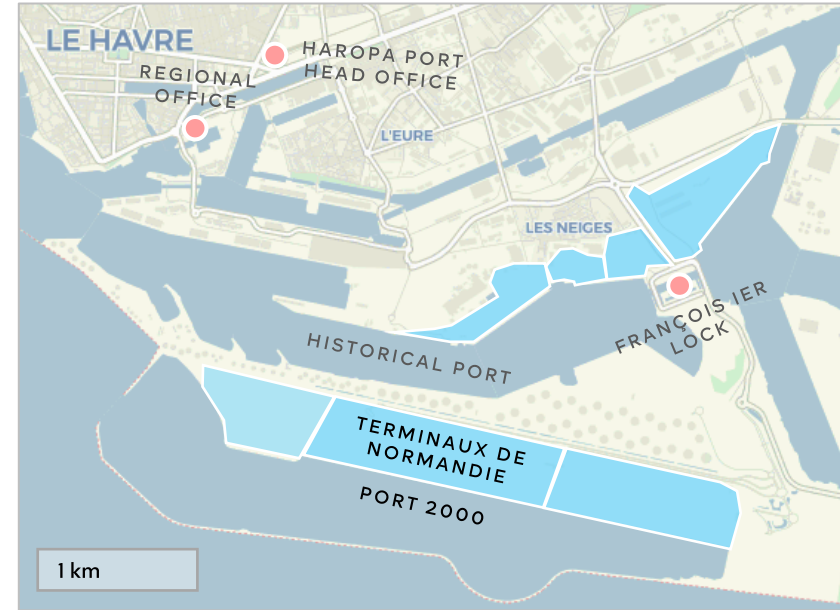 LE HAVRE
HAROPA PORT
HEAD OFFICE
REGIONAL
OFFICE
L'EURE
LES NEIGES
FRANÇOIS IER
LOCK
HISTORICAL PORT
TERMINAUX DE
NORMANDIE
PORT 2000
1 km